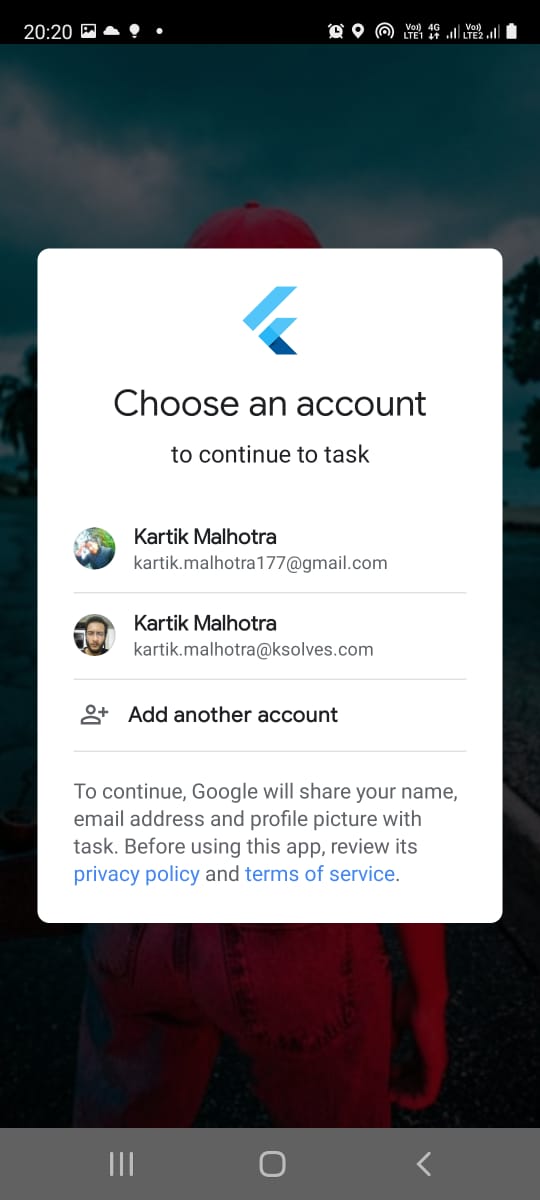 20:20
Vo) 4G Vo)
LTE1 LTE2
Choose an account
to continue to task
Kartik Malhotra
kartik.malhotra177@gmail.com
Kartik Malhotra
kartik.malhotra@ksolves.com
Add another account
To continue, Google will share your name,
email address and profile picture with
task. Before using this app, review its
privacy policy and terms of service.